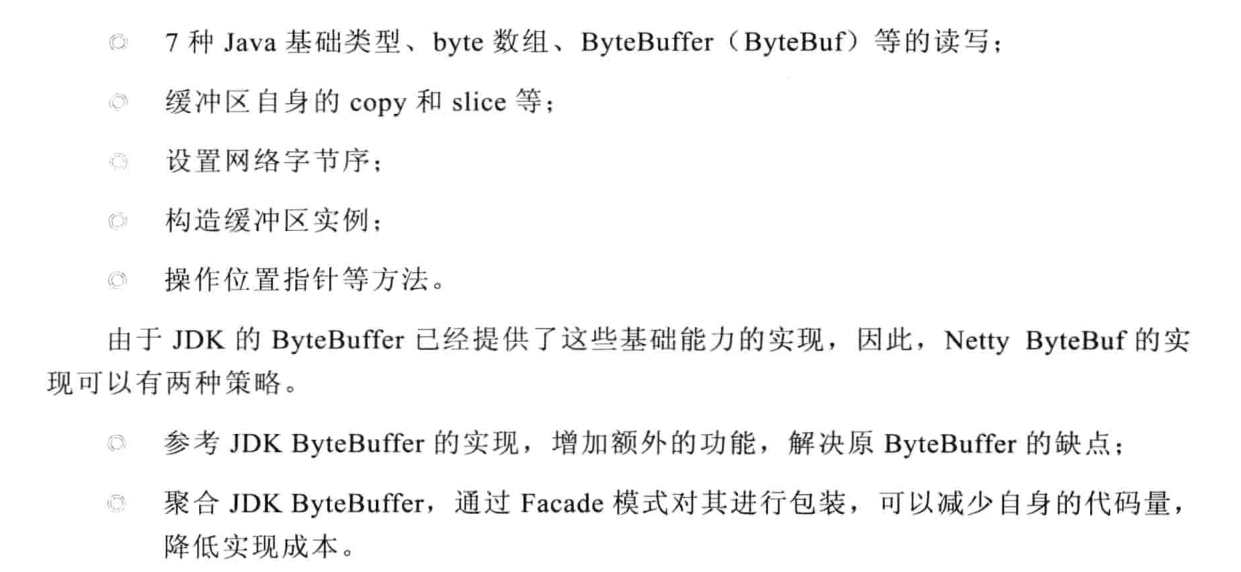 7 种 Java 基础类型、byte 数组、ByteBuffer（ByteBuf）等的读写；
缓冲区自身的 copy 和 slice 等；
设置网络字节序；
构造缓冲区实例；
操作位置指针等方法。
由于 JDK 的 ByteBuffer 已经提供了这些基础能力的实现，因此，Netty ByteBuf 的实
现可以有两种策略。
参考 JDK ByteBuffer 的实现，增加额外的功能，解决原 ByteBuffer 的缺点；
聚合 JDK ByteBuffer，通过 Facade 模式对其进行包装，可以减少自身的代码量，
降低实现成本。